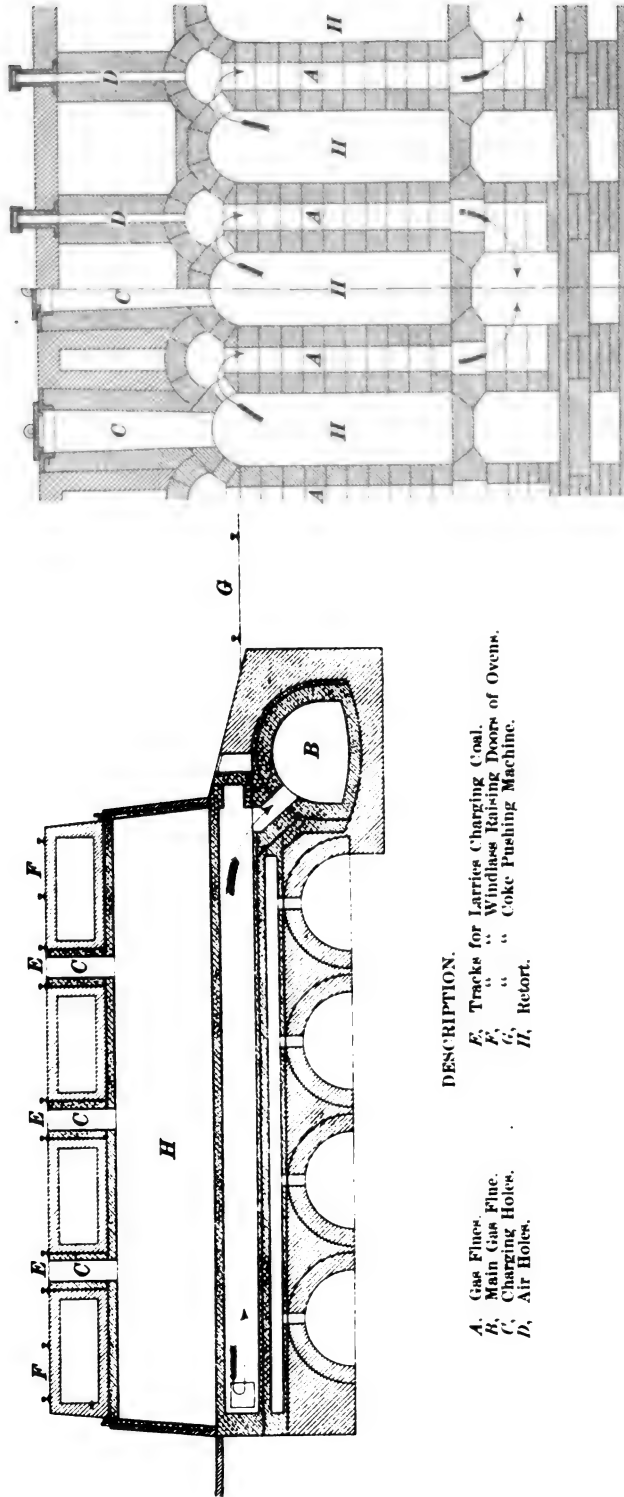 F E E E F
C C C
H
G
B
C C D D
A H A H A H A H
DESCRIPTION.
A. Gas Flues.
B, Main Gas Flue.
C, Charging Holes.
D, Air Holes.
E, Tracks for Larries Charging Coal.
F, " " Windlass Raising Doors of Ovens.
G, " " Coke Pushing Machine.
H, Retort.